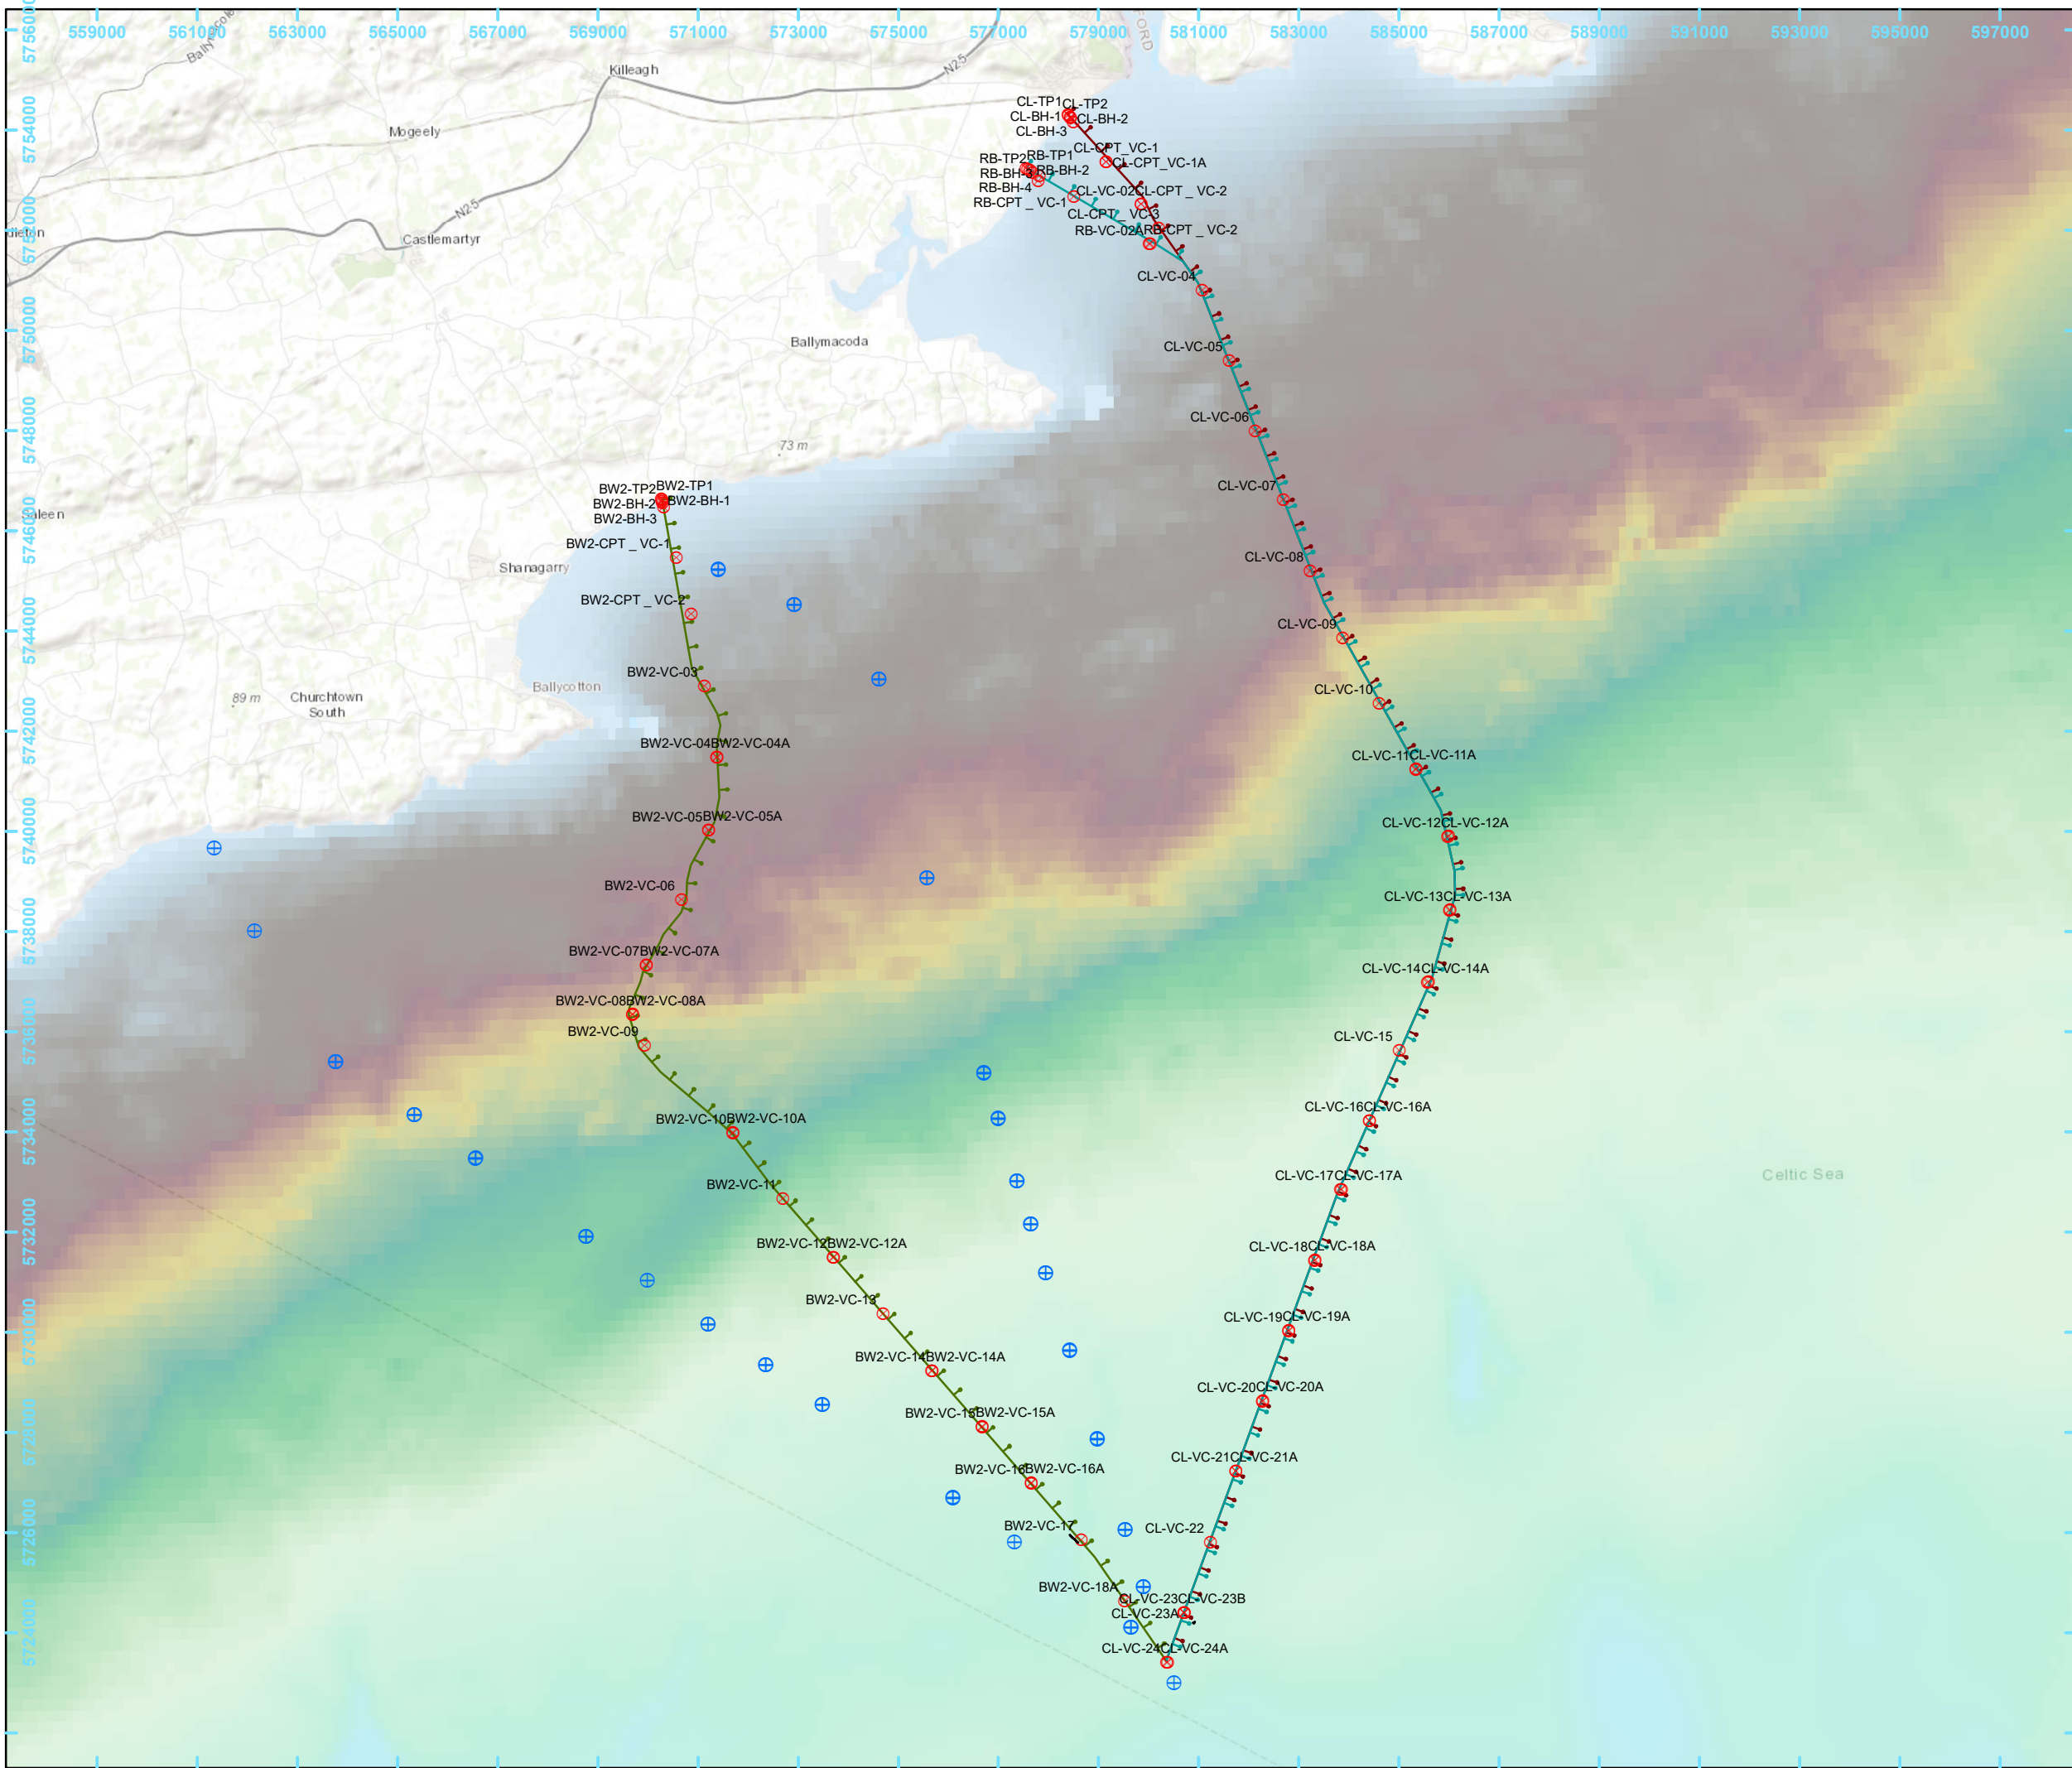 559000 561000 563000 565000 567000 569000 571000 573000 575000 577000 579000 581000 583000 585000 587000 589000 591000 593000 595000 597000
5756000
5754000
5752000
5750000
5748000
5746000
5744000
5742000
5740000
5738000
5736000
5734000
5732000
5730000
5728000
5726000
5724000
FORD
Killeagh
N25
Mogeely
N25
Castlemartyr
Ballymacoda
73 m
Shanagarry
Ballycotton
89 m
Churchtown
South
Celtic Sea
CL-TP1
CL-TP2
CL-BH-1
CL-BH-2
CL-BH-3
CL-CPT_VC-1
CL-CPT_VC-1A
RB-TP2
RB-TP1
RB-BH-3
RB-BH-2
RB-BH-4
RB-CPT _ VC-1
CL-VC-02
CL-CPT _ VC-2
CL-CPT _ VC-3
RB-VC-02A
RB-CPT _ VC-2
CL-VC-04
CL-VC-05
CL-VC-06
CL-VC-07
CL-VC-08
CL-VC-09
CL-VC-10
CL-VC-11
CL-VC-11A
CL-VC-12
CL-VC-12A
CL-VC-13
CL-VC-13A
CL-VC-14
CL-VC-14A
CL-VC-15
CL-VC-16
CL-VC-16A
CL-VC-17
CL-VC-17A
CL-VC-18
CL-VC-18A
CL-VC-19
CL-VC-19A
CL-VC-20
CL-VC-20A
CL-VC-21
CL-VC-21A
CL-VC-22
CL-VC-23
CL-VC-23B
CL-VC-23A
CL-VC-24
CL-VC-24A
BW2-TP2
BW2-TP1
BW2-BH-2
BW2-BH-1
BW2-BH-3
BW2-CPT _ VC-1
BW2-CPT _ VC-2
BW2-VC-03
BW2-VC-04
BW2-VC-04A
BW2-VC-05
BW2-VC-05A
BW2-VC-06
BW2-VC-07
BW2-VC-07A
BW2-VC-08
BW2-VC-08A
BW2-VC-09
BW2-VC-10
BW2-VC-10A
BW2-VC-11
BW2-VC-12
BW2-VC-12A
BW2-VC-13
BW2-VC-14
BW2-VC-14A
BW2-VC-15
BW2-VC-15A
BW2-VC-16
BW2-VC-16A
BW2-VC-17
BW2-VC-18A